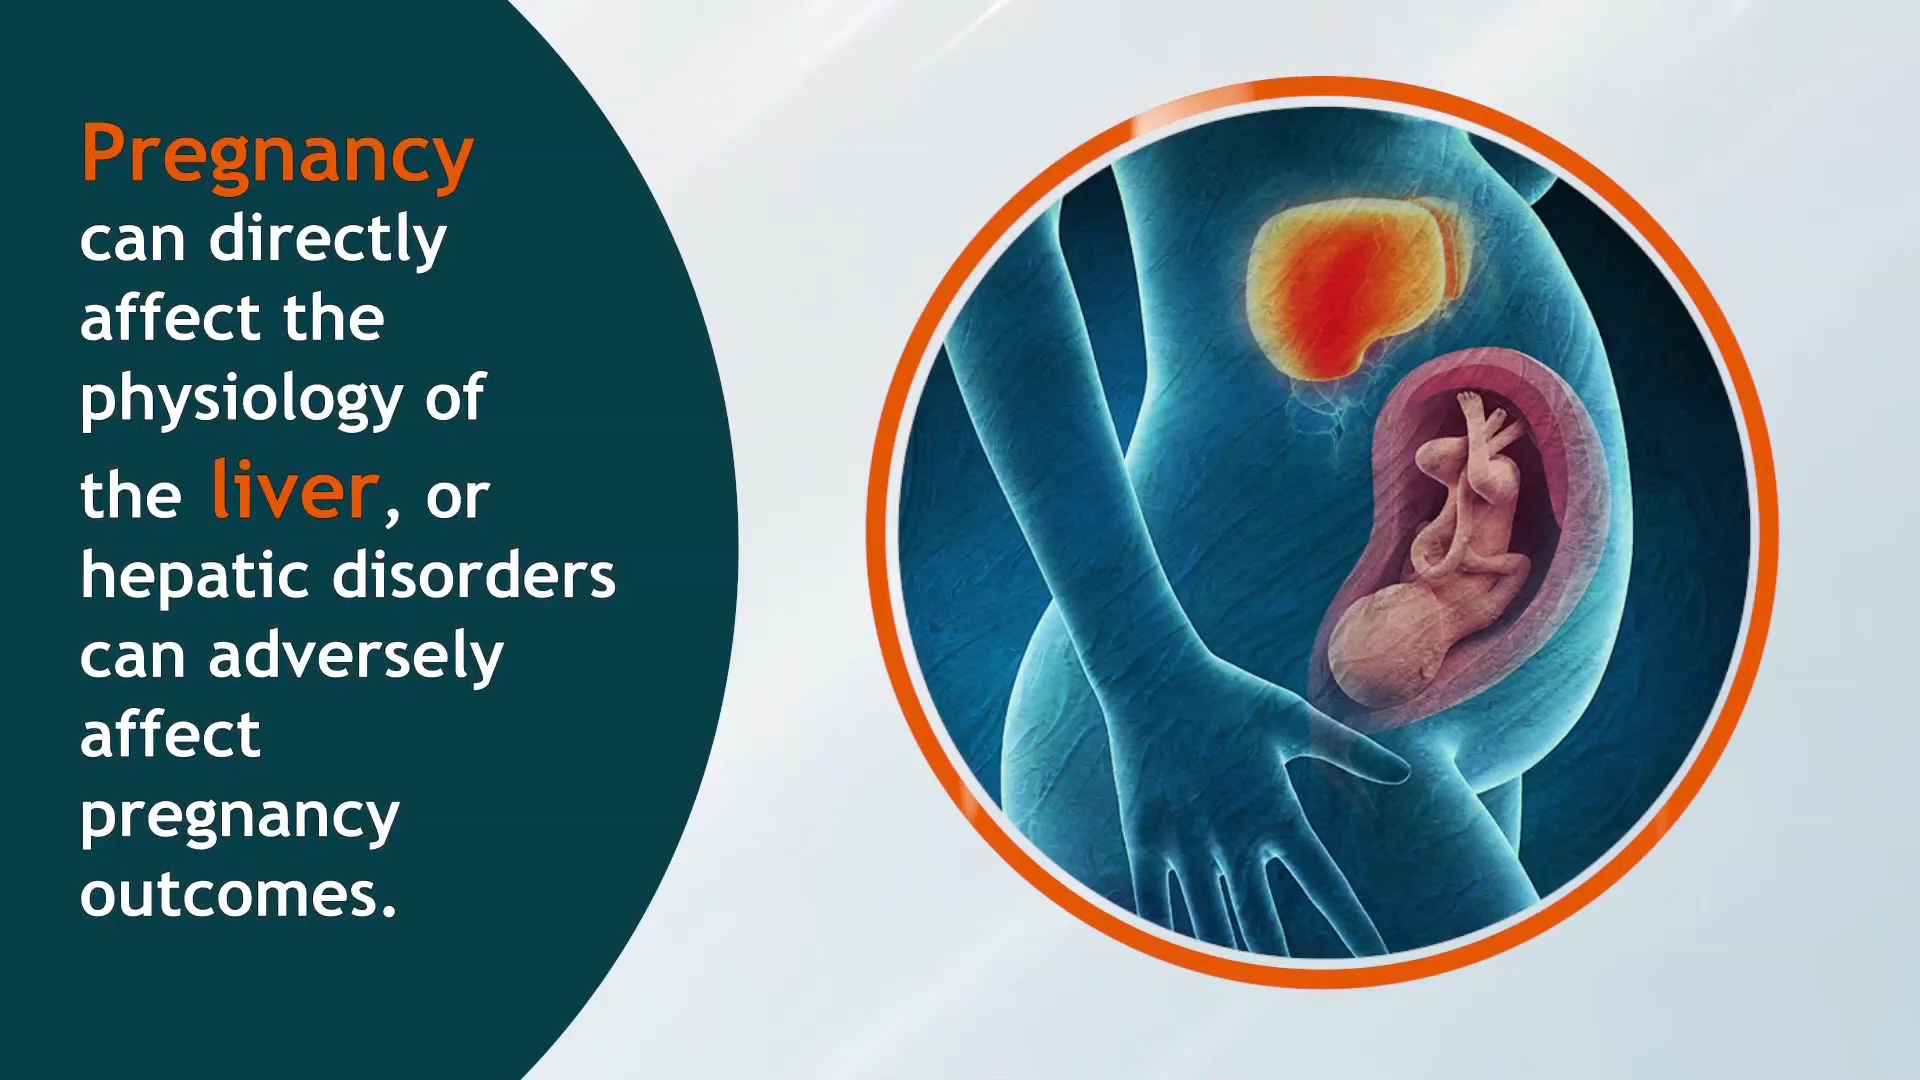 Pregnancy
can directly
affect the
physiology of
the liver, or
hepatic disorders
can adversely
affect
pregnancy
outcomes.